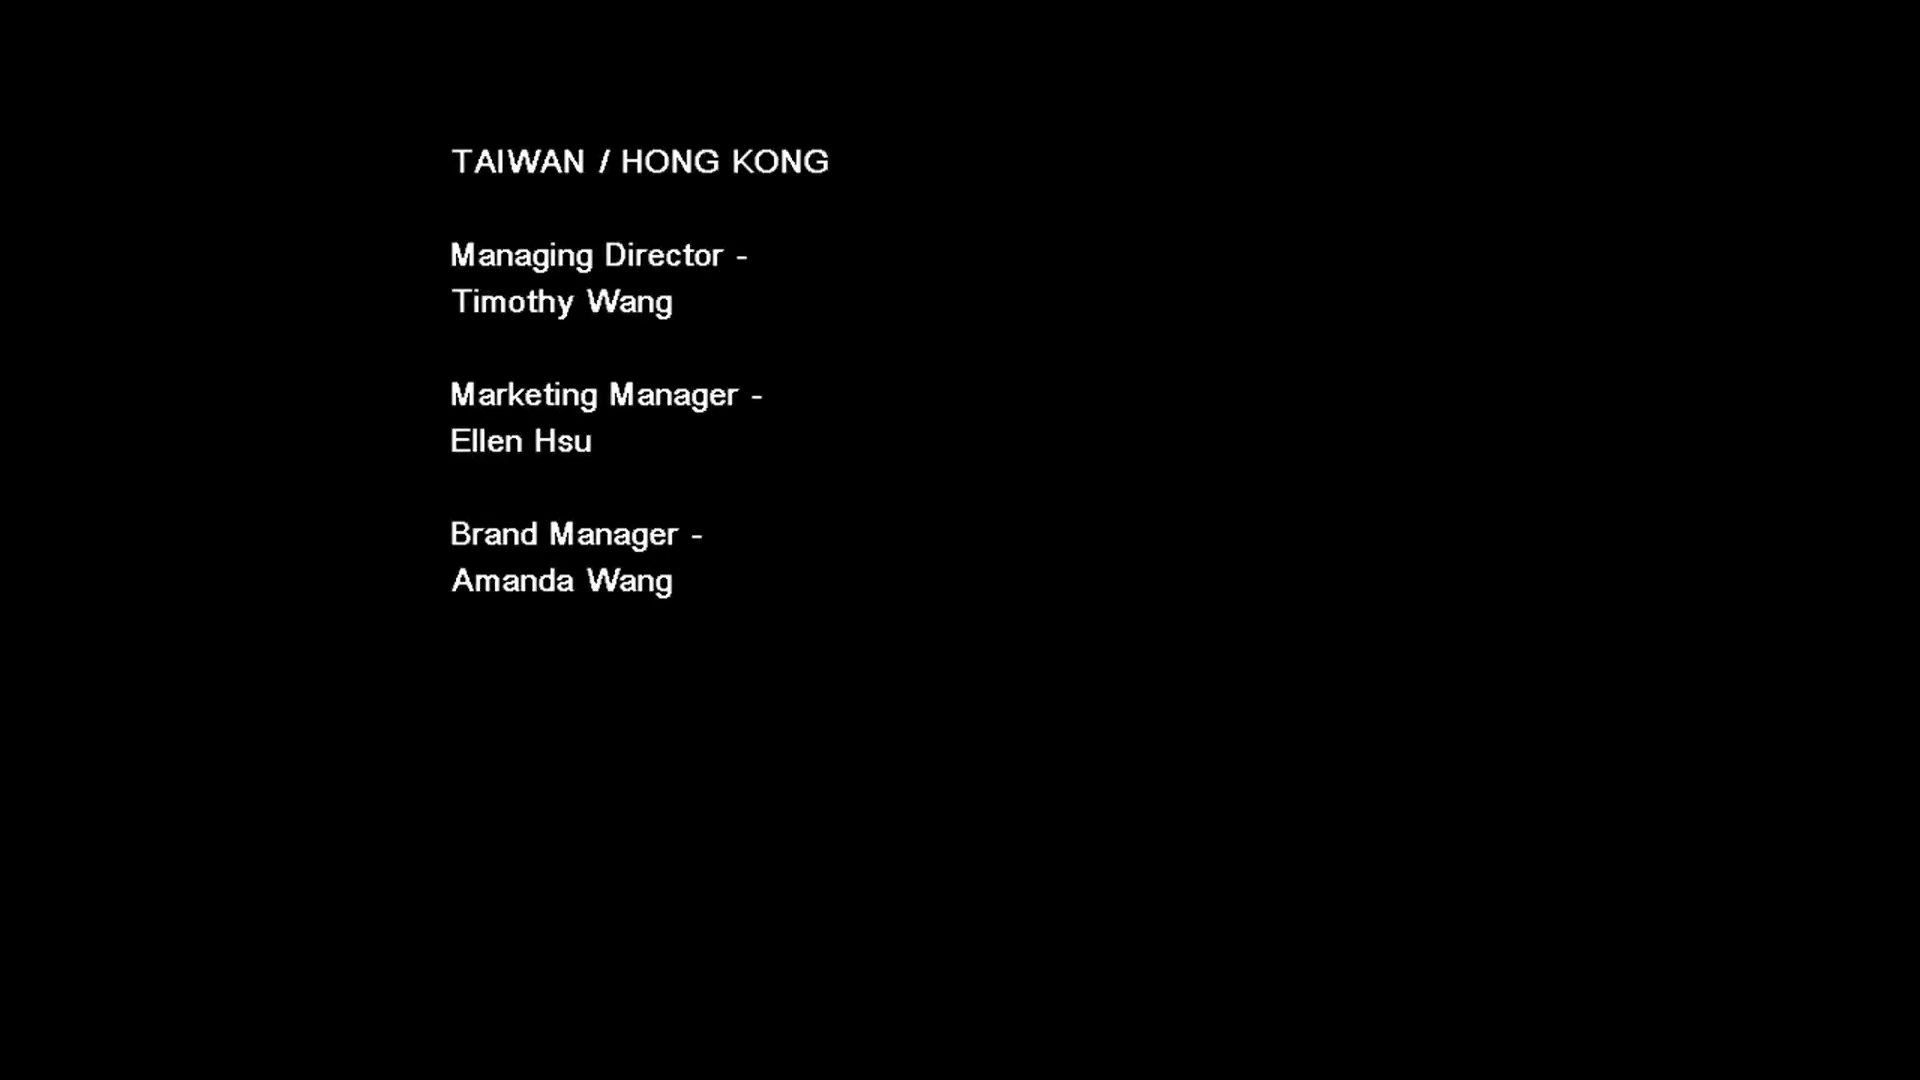 TAIWAN / HONG KONG
Managing Director -
Timothy Wang
Marketing Manager -
Ellen Hsu
Brand Manager -
Amanda Wang